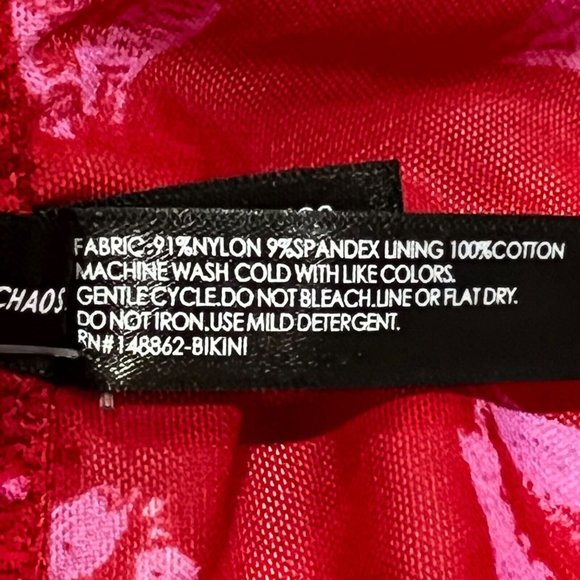 CHAOS
FABRIC:91%NYLON 9%SPANDEX LINING 100%COTTON
MACHINE WASH COLD WITH LIKE COLORS.
GENTLE CYCLE.DO NOT BLEACH.LINE OR FLAT DRY.
DO NOT IRON.USE MILD DETERGENT.
RN#148862-BIKINI